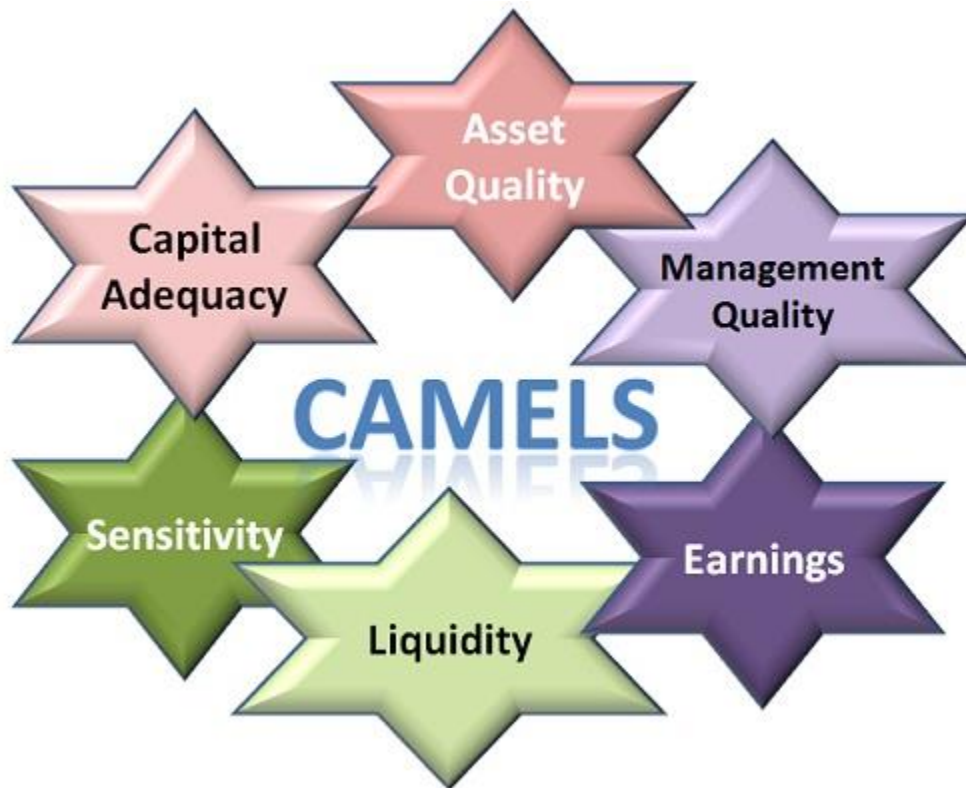 Asset
Quality
Capital
Adequacy
Management
Quality
CAMELS
Sensitivity
Earnings
Liquidity